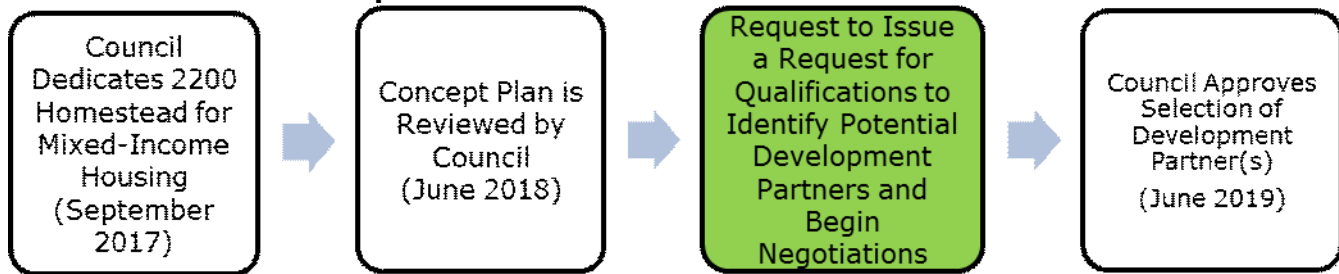 Council
Dedicates 2200
Homestead for
Mixed-Income
Housing
(September
2017)
Concept Plan is
Reviewed by
Council
(June 2018)
Request to Issue
a Request for
Qualifications to
Identify Potential
Development
Partners and
Begin
Negotiations
Council Approves
Selection of
Development
Partner(s)
(June 2019)